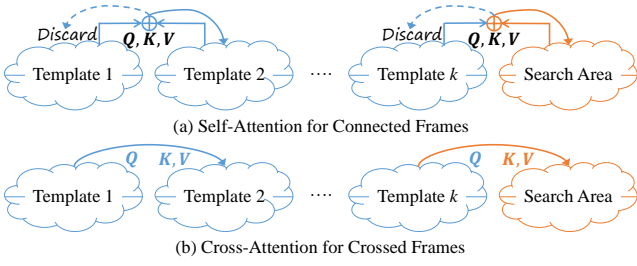 Discard Discard
Q, K, V Q, K, V
Template 1 Template 2 ···· Template k Search Area
(a) Self-Attention for Connected Frames
Q K, V Q K, V
Template 1 Template 2 ···· Template k Search Area
(b) Cross-Attention for Crossed Frames